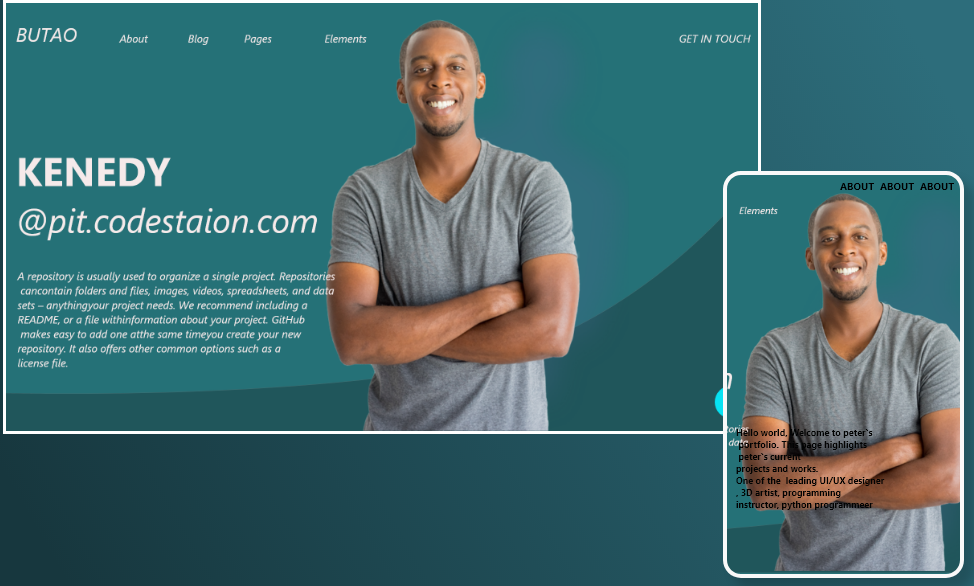 BUTAO
About
Blog
Pages
Elements
GET IN TOUCH
KENEDY
@pit.codestaion.com
A repository is usually used to organize a single project. Repositories
cancontain folders and files, images, videos, spreadsheets, and data
sets – anythingyour project needs. We recommend including a
README, or a file withinformation about your project. GitHub
makes easy to add one atthe same timeyou create your new
repository. It also offers other common options such as a
license file.
ABOUT ABOUT ABOUT
Elements
Hello world, Welcome to peter`s
portfolio. This page highlights
peter`s current
projects and works.
One of the leading UI/UX designer
, 3D artist, programming
instructor, python programmeer